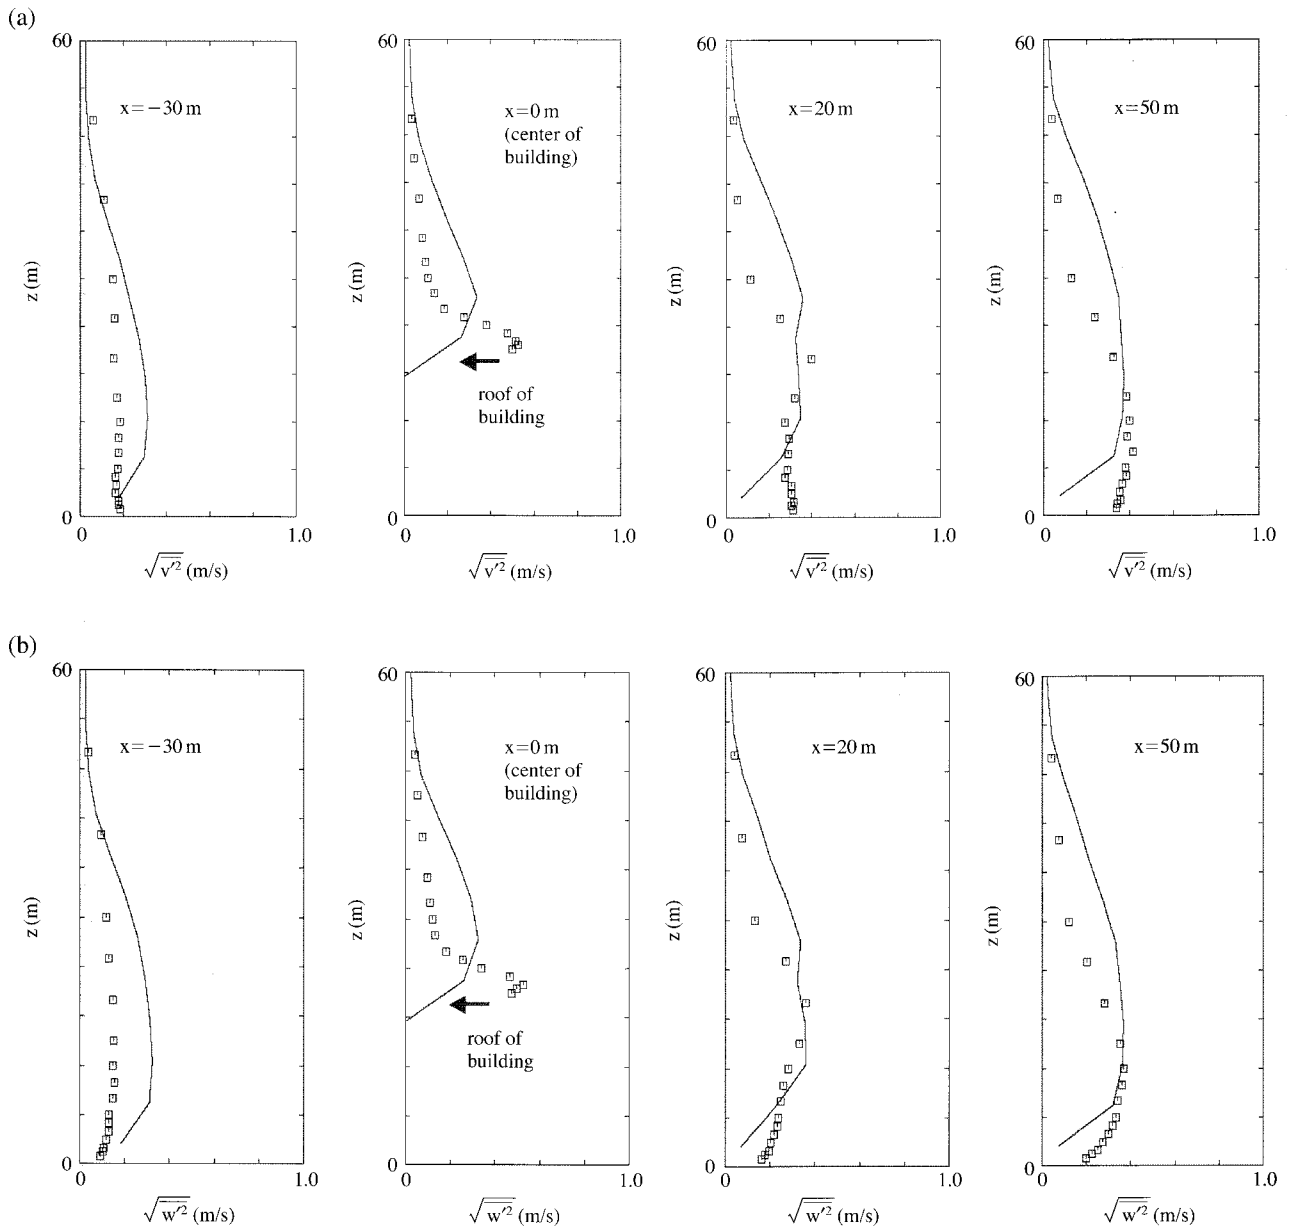 (a)
60
60
60
60
x=−30 m
x=0 m
(center of
building)
x=20 m
x=50 m
z (m)
z (m)
z (m)
z (m)
roof of
building
0
0
0
0
0
1.0
0
1.0
0
1.0
0
1.0
√v′² (m/s)
√v′² (m/s)
√v′² (m/s)
√v′² (m/s)
(b)
60
60
60
60
x=−30 m
x=0 m
(center of
building)
x=20 m
x=50 m
z (m)
z (m)
z (m)
z (m)
roof of
building
0
0
0
0
0
1.0
0
1.0
0
1.0
0
1.0
√w′² (m/s)
√w′² (m/s)
√w′² (m/s)
√w′² (m/s)